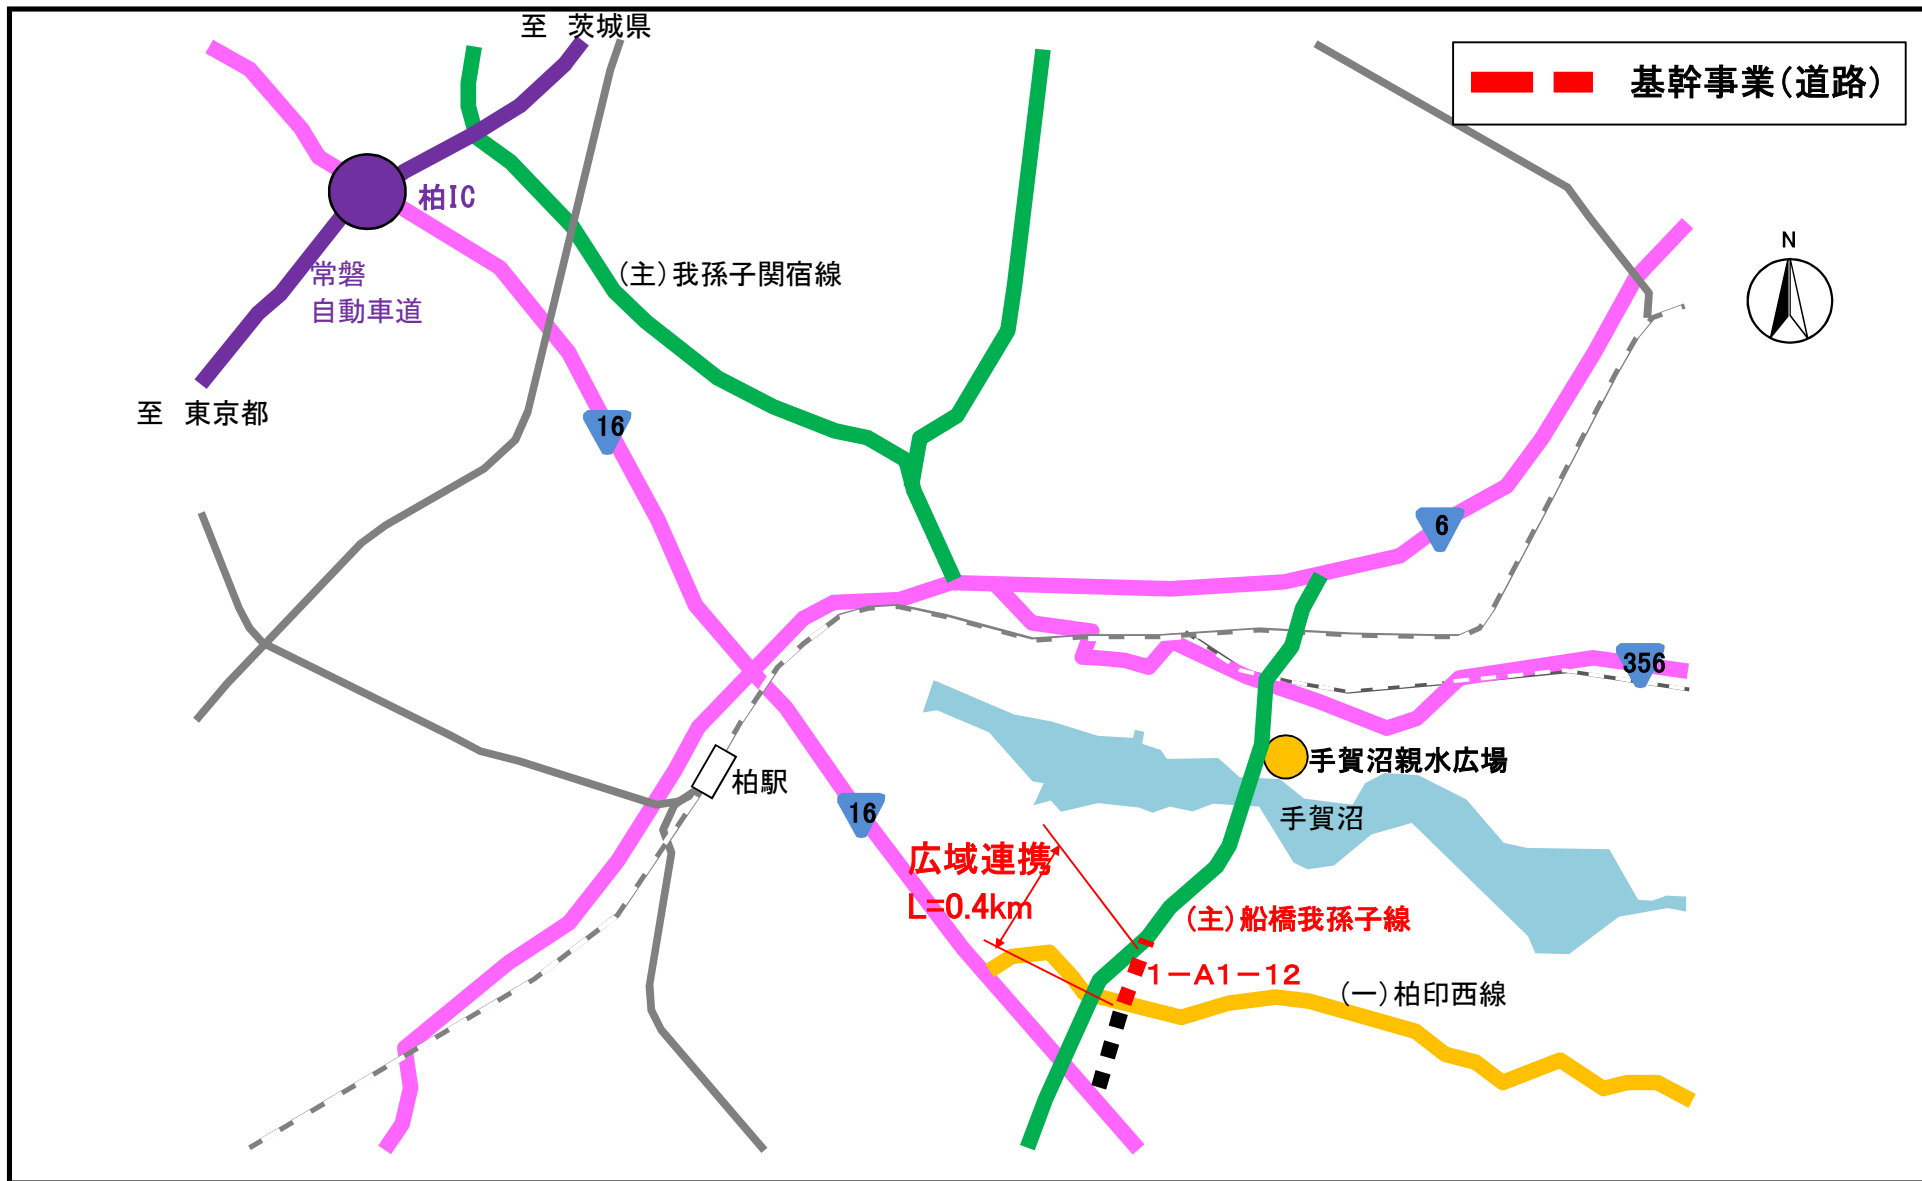 至　茨城県
基幹事業（道路）
柏IC
N
（主）我孫子関宿線
常磐
自動車道
至　東京都
16
6
356
手賀沼親水広場
柏駅
16
手賀沼
広域連携
L=0.4km
（主）船橋我孫子線
1－A1－12
（一）柏印西線